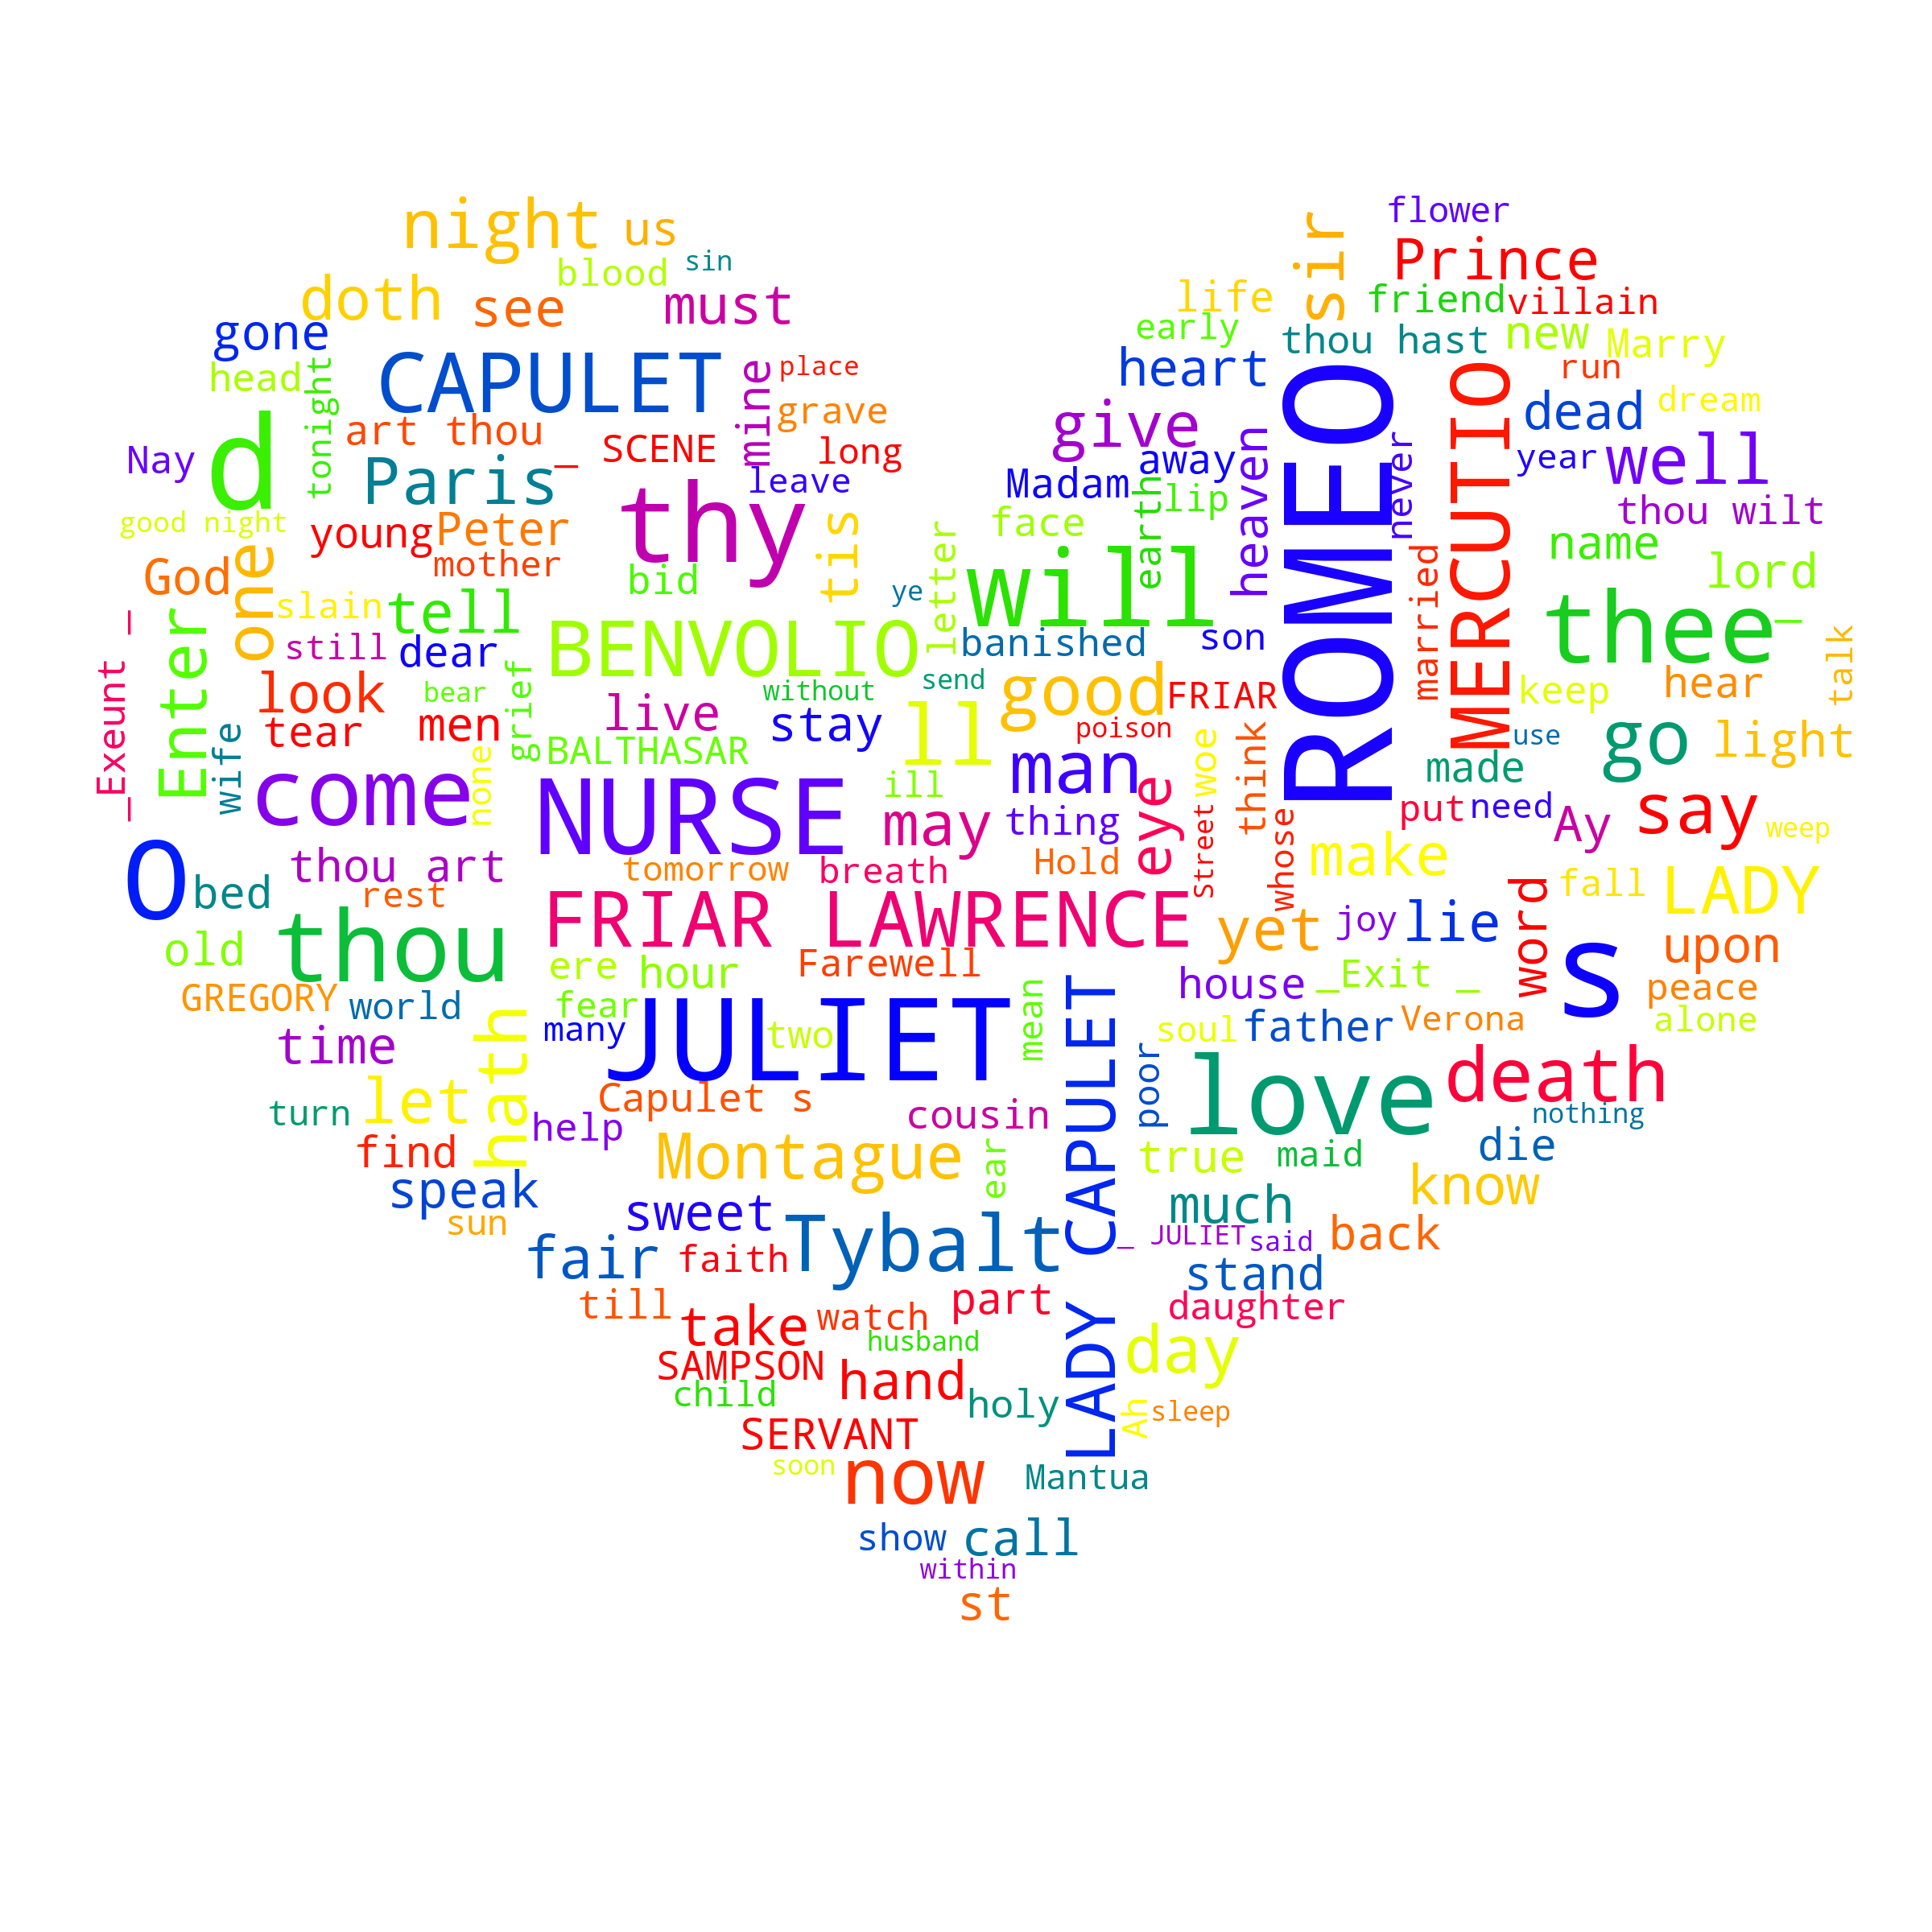 night
us
sin
blood
doth
see
must
gone
head
tonight
CAPULET
mine
place
grave
art thou
_ SCENE
long
Nay
d
Paris
leave
thy
good night
young
Peter
mother
God
one
bid
tis
ye
letter
slain
tell
still
dear
BENVOLIO
Enter
_Exeunt _
look
bear
grief
without
send
tear
men
live
stay
ll
BALTHASAR
wife
come
none
NURSE
ill
may
O
thou art
tomorrow
breath
bed
rest
FRIAR LAWRENCE
old
thou
ere
hour
Farewell
GREGORY
world
fear
many
JULIET
two
mean
time
hath
let
turn
Capulet s
cousin
help
find
Montague
ear
speak
sun
sweet
Tybalt
fair
faith
till
take
watch
part
husband
SAMPSON
child
hand
holy
SERVANT
soon
now
Mantua
show
call
within
st
flower
sir
Prince
life
friend
villain
early
thou hast
new
Marry
heart
run
ROMEO
MERCUTIO
dead
dream
give
heaven
never
away
year
well
Madam
earth
lip
thou wilt
face
name
will
married
lord
banished
son
thee
_
talk
good
FRIAR
keep
hear
poison
woe
think
use
go
light
man
made
eye
thing
Street
whose
put
need
Ay
say
weep
Hold
make
word
fall
LADY
yet
joy
lie
s
upon
house
_Exit _
peace
soul
father
Verona
alone
LADY CAPULET
poor
love
death
nothing
true
maid
die
much
know
_ JULIET
said
back
stand
daughter
day
Ah
sleep